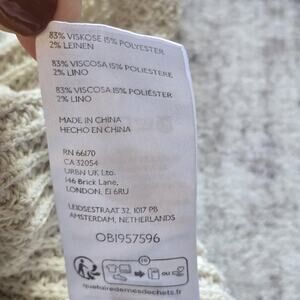 83% VISKOSE 15% POLYESTER
2% LEINEN
83% VISCOSA 15% POLIESTERE
2% LINO
83% VISCOSA 15% POLIÉSTER
2% LINO
MADE IN CHINA
HECHO EN CHINA
RN 66170
CA 32054
URBN UK Ltd.
146 Brick Lane,
LONDON, E1 6RU
LEIDSESTRAAT 32, 1017 PB
AMSTERDAM, NETHERLANDS
OB1957596
FR
OU
quefairedemesdechets.fr